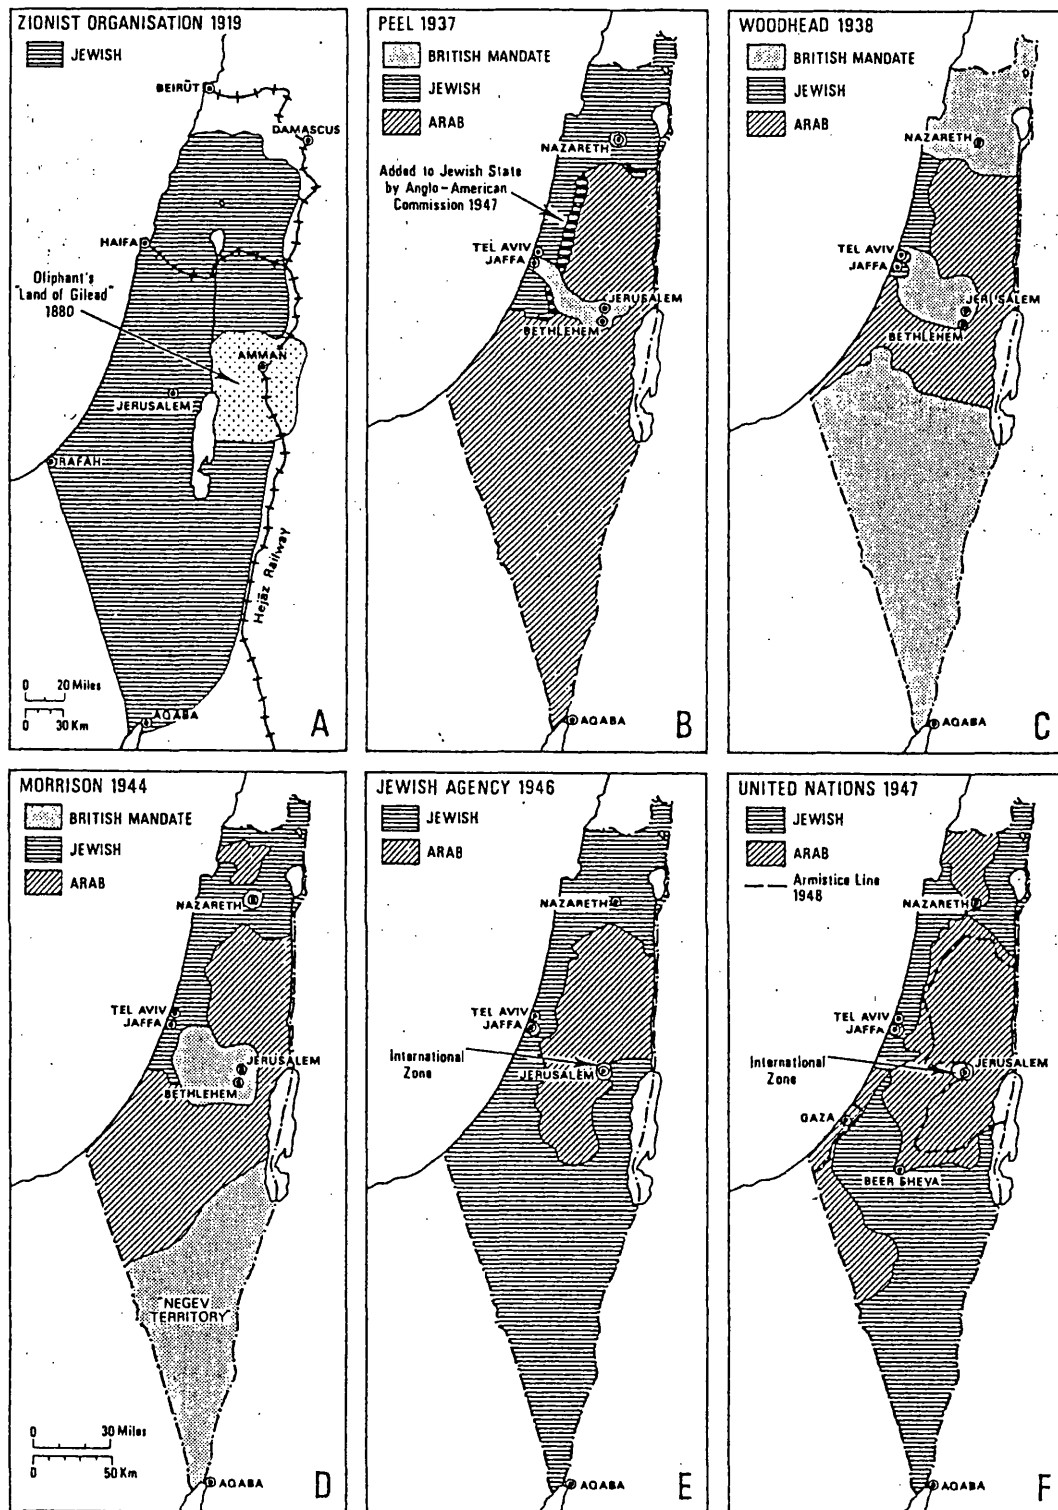 ZIONIST ORGANISATION 1919
JEWISH
BEIRŪT
DAMASCUS
HAIFA
Oliphant's
"Land of Gilead"
1880
AMMAN
JERUSALEM
RAFAH
Hejāz Railway
0 20 Miles
0 30 Km
AQABA
A
PEEL 1937
BRITISH MANDATE
JEWISH
ARAB
NAZARETH
Added to Jewish State
by Anglo-American
Commission 1947
TEL AVIV
JAFFA
JERUSALEM
BETHLEHEM
AQABA
B
WOODHEAD 1938
BRITISH MANDATE
JEWISH
ARAB
NAZARETH
TEL AVIV
JAFFA
JERUSALEM
BETHLEHEM
AQABA
C
MORRISON 1944
BRITISH MANDATE
JEWISH
ARAB
NAZARETH
TEL AVIV
JAFFA
JERUSALEM
BETHLEHEM
"NEGEV
TERRITORY"
0 30 Miles
0 50 Km
AQABA
D
JEWISH AGENCY 1946
JEWISH
ARAB
NAZARETH
TEL AVIV
JAFFA
International
Zone
JERUSALEM
AQABA
E
UNITED NATIONS 1947
JEWISH
ARAB
Armistice Line
1948
NAZARETH
TEL AVIV
JAFFA
International
Zone
JERUSALEM
GAZA
BEER SHEVA
AQABA
F